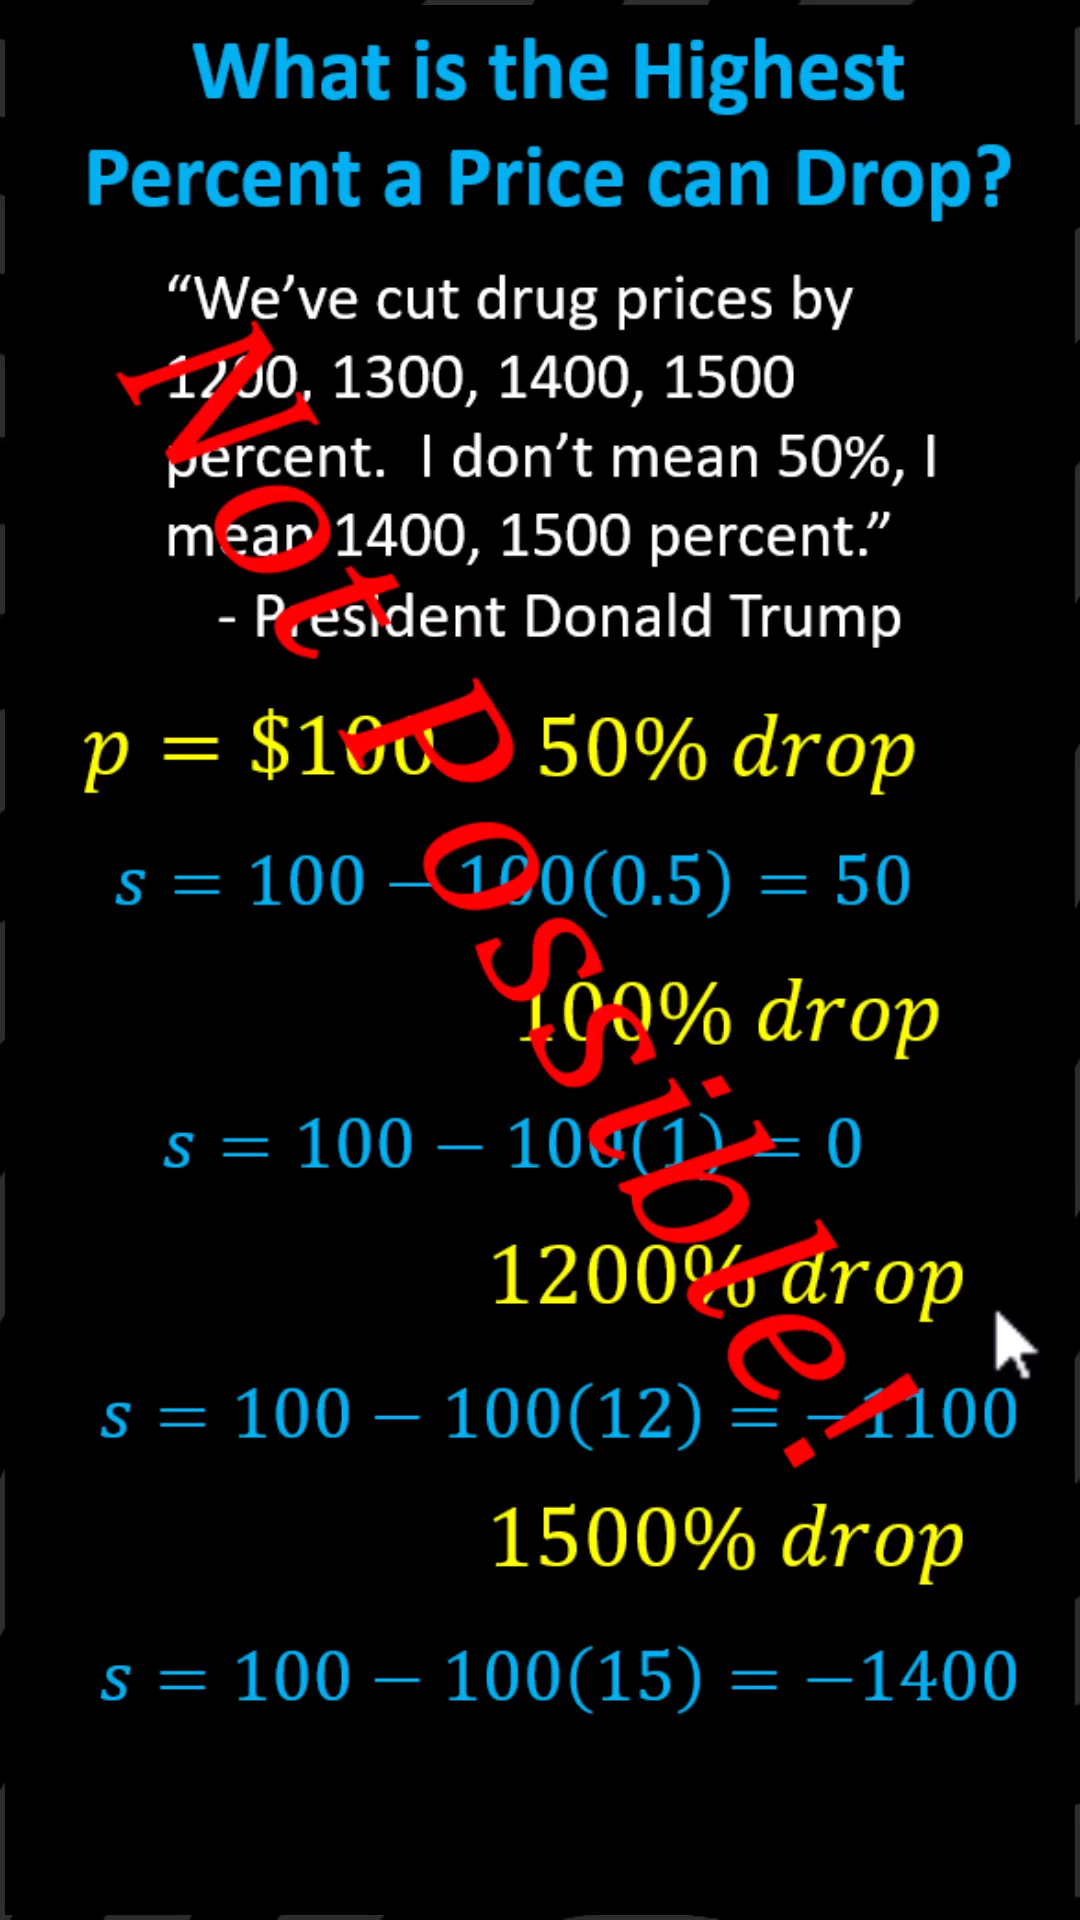 What is the Highest
Percent a Price can Drop?
“We’ve cut drug prices by
1200, 1300, 1400, 1500
percent.  I don’t mean 50%, I
mean 1400, 1500 percent.”
- President Donald Trump
p = $100 50% drop
s = 100 – 100(0.5) = 50
100% drop
s = 100 – 100(1) = 0
1200% drop
s = 100 – 100(12) = –1100
1500% drop
s = 100 – 100(15) = –1400
Not Possible!